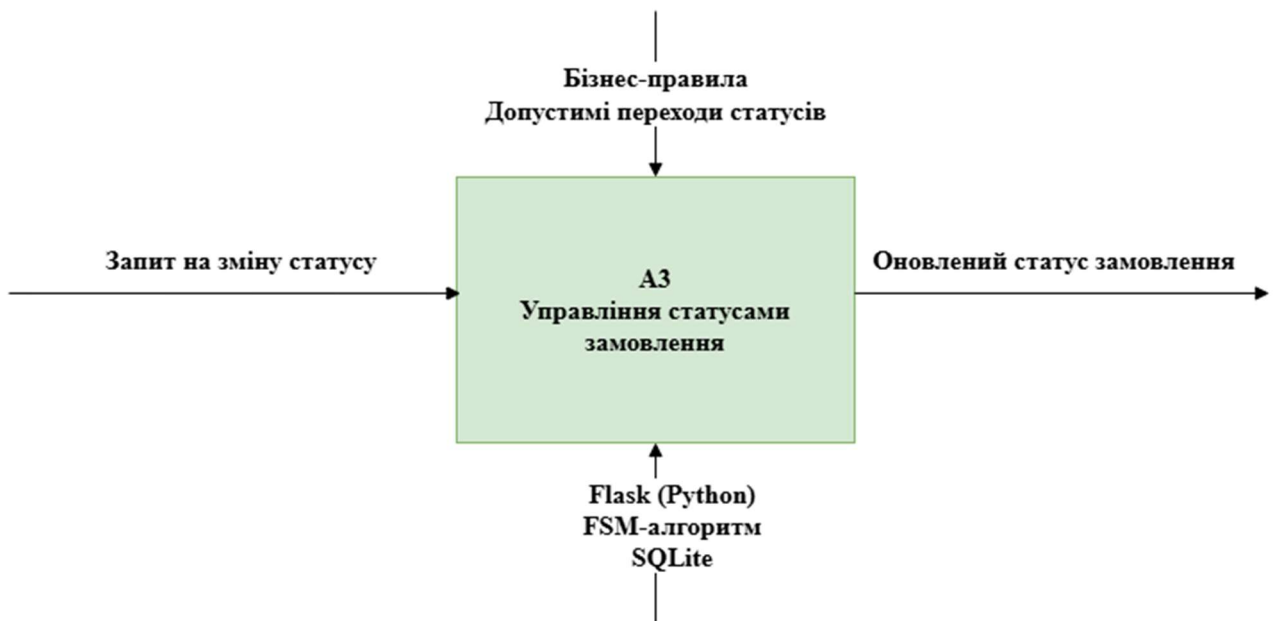 Бізнес-правила
Допустимі переходи статусів
Запит на зміну статусу
А3
Управління статусами
замовлення
Оновлений статус замовлення
Flask (Python)
FSM-алгоритм
SQLite